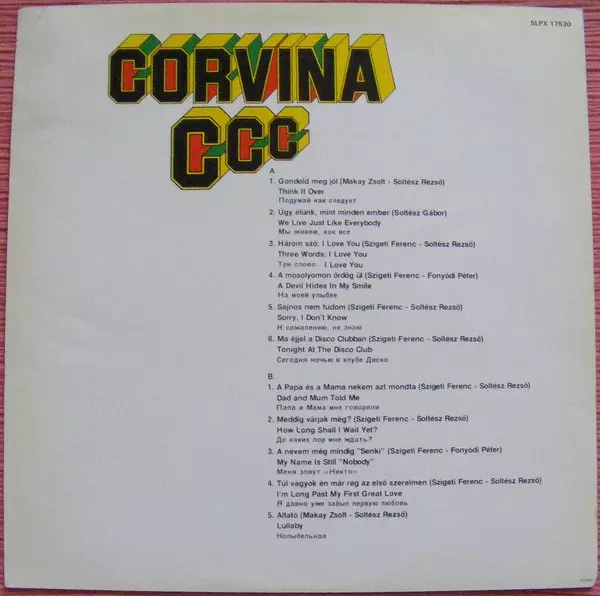 SLPX 17530
CORVINA
CCC
A
1. Gondold meg jól (Makay Zsolt - Soltész Rezső)
Think It Over
Подумай как следует
2. Úgy élünk, mint minden ember (Soltész Gábor)
We Live Just Like Everybody
Мы живем, как все
3. Három szó: I Love You (Szigeti Ferenc - Soltész Rezső)
Three Words: I Love You
Три слова: I Love You
4. A mosolyomon ördög ül (Szigeti Ferenc - Fonyódi Péter)
A Devil Hides In My Smile
На моей улыбке
5. Sajnos nem tudom (Szigeti Ferenc - Soltész Rezső)
Sorry, I Don't Know
К сожалению, не знаю
6. Ma éjjel a Disco Clubban (Szigeti Ferenc - Soltész Rezső)
Tonight At The Disco Club
Сегодня ночью в клубе Диско
B
1. A Papa és a Mama nekem azt mondta (Szigeti Ferenc - Soltész Rezső)
Dad and Mum Told Me
Папа и Мама мне говорили
2. Meddig várjak még? (Szigeti Ferenc - Soltész Rezső)
How Long Shall I Wait Yet?
До каких пор мне ждать?
3. A nevem még mindig "Senki" (Szigeti Ferenc - Fonyódi Péter)
My Name Is Still "Nobody"
Меня зовут «Никто»
4. Túl vagyok én már rég az első szerelmen (Szigeti Ferenc - Soltész Rezső)
I'm Long Past My First Great Love
Я давно уже забыл первую любовь
5. Altató (Makay Zsolt - Soltész Rezső)
Lullaby
Колыбельная